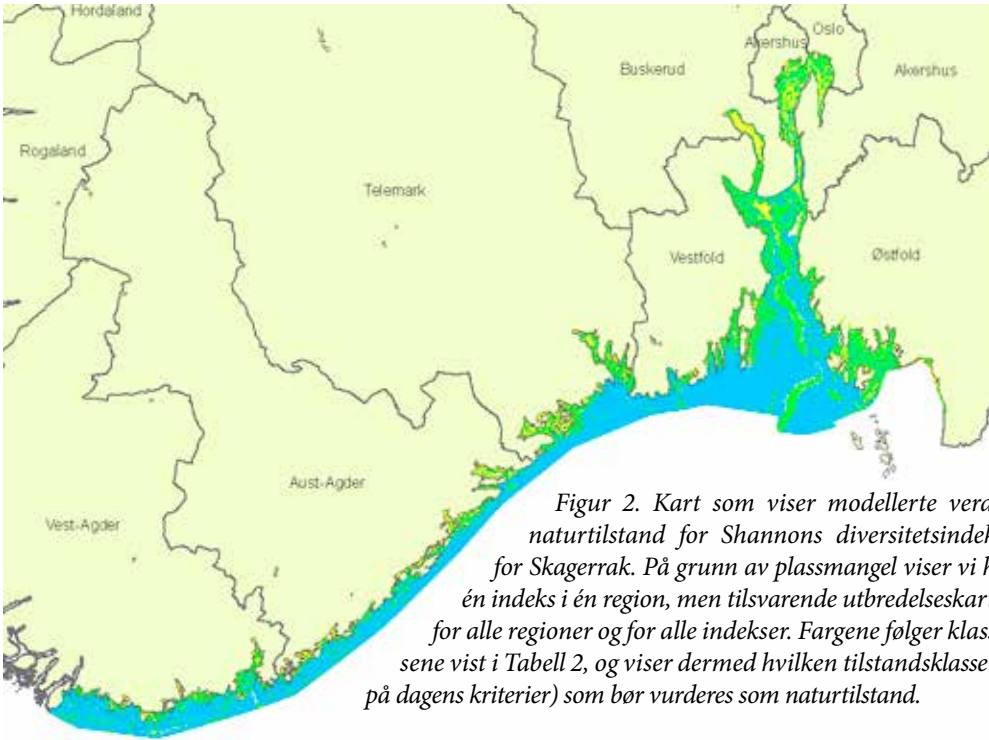 Hordaland
Oslo
Akershus
Buskerud
Akershus
Rogaland
Telemark
Vestfold
Østfold
Aust-Agder
Vest-Agder
Figur 2. Kart som viser modellerte verd
naturtilstand for Shannons diversitetsindek
for Skagerrak. På grunn av plassmangel viser vi h
én indeks i én region, men tilsvarende utbredelseskar
for alle regioner og for alle indekser. Fargene følger klas
sene vist i Tabell 2, og viser dermed hvilken tilstandsklasse
på dagens kriterier) som bør vurderes som naturtilstand.